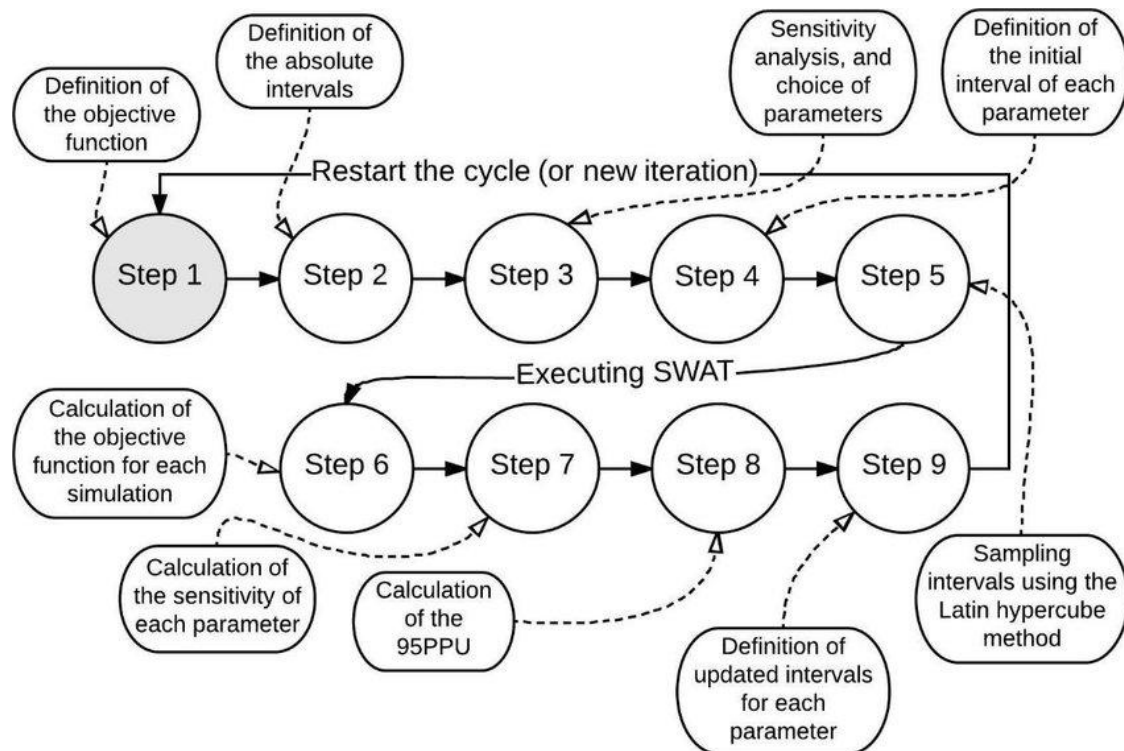 Definition of
the objective
function
Definition of
the absolute
intervals
Sensitivity
analysis, and
choice of
parameters
Definition of
the initial
interval of each
parameter
Restart the cycle (or new iteration)
Step 1
Step 2
Step 3
Step 4
Step 5
Executing SWAT
Calculation of
the objective
function for each
simulation
Step 6
Step 7
Step 8
Step 9
Calculation of
the sensitivity of
each parameter
Calculation
of the
95PPU
Definition of
updated intervals
for each
parameter
Sampling
intervals using the
Latin hypercube
method